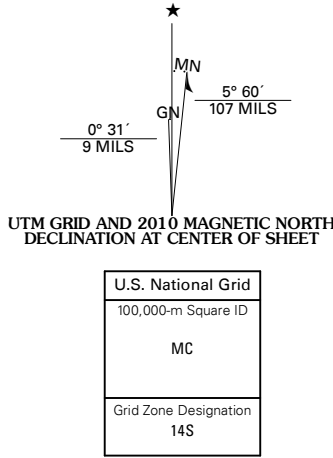 ★
MN
GN
5° 60´
107 MILS
0° 31´
9 MILS
UTM GRID AND 2010 MAGNETIC NORTH
DECLINATION AT CENTER OF SHEET
U.S. National Grid
100,000-m Square ID
MC
Grid Zone Designation
14S